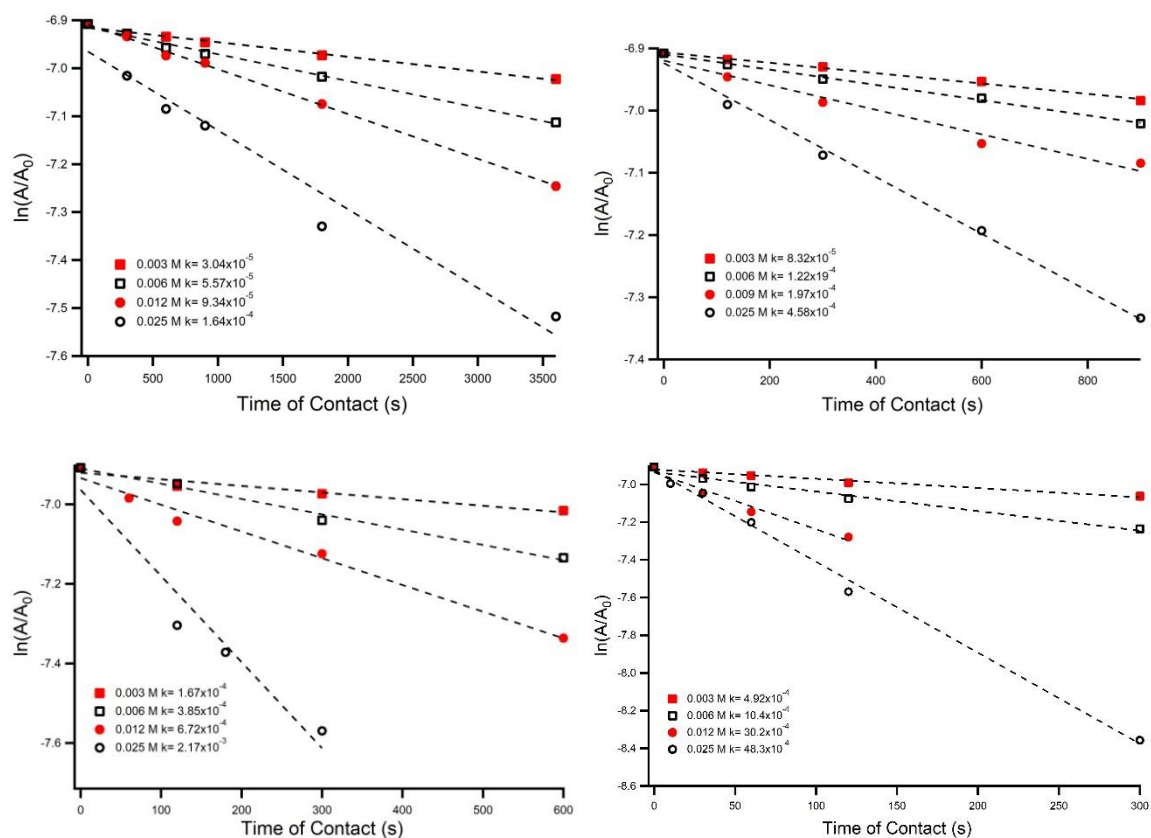 -6.9
-7.0
-7.1
-7.2
-7.3
-7.4
-7.5
-7.6
ln(A/A₀)
0.003 M k= 3.04x10⁻⁵
0.006 M k= 5.57x10⁻⁵
0.012 M k= 9.34x10⁻⁵
0.025 M k= 1.64x10⁻⁴
0 500 1000 1500 2000 2500 3000 3500
Time of Contact (s)
-6.9
-7.0
-7.1
-7.2
-7.3
-7.4
ln(A/A₀)
0.003 M k= 8.32x10⁻⁵
0.006 M k= 1.22x19⁻⁴
0.009 M k= 1.97x10⁻⁴
0.025 M k= 4.58x10⁻⁴
0 200 400 600 800
Time of Contact (s)
-7.0
-7.2
-7.4
-7.6
ln(A/A₀)
0.003 M k= 1.67x10⁻⁴
0.006 M k= 3.85x10⁻⁴
0.012 M k= 6.72x10⁻⁴
0.025 M k= 2.17x10⁻³
0 100 200 300 400 500 600
Time of Contact (s)
-7.0
-7.2
-7.4
-7.6
-7.8
-8.0
-8.2
-8.4
-8.6
ln(A/A₀)
0.003 M k= 4.92x10⁻⁴
0.006 M k= 10.4x10⁻⁴
0.012 M k= 30.2x10⁻⁴
0.025 M k= 48.3x10⁻⁴
0 50 100 150 200 250 300
Time of Contact (s)